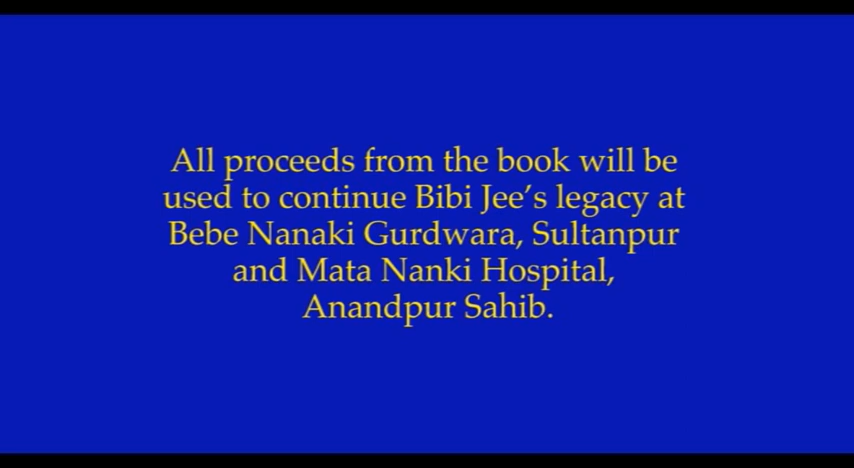 All proceeds from the book will be
used to continue Bibi Jee's legacy at
Bebe Nanaki Gurdwara, Sultanpur
and Mata Nanki Hospital,
Anandpur Sahib.